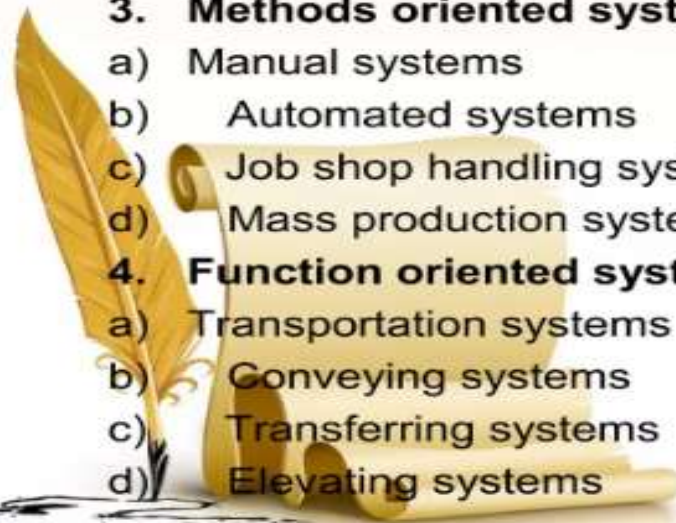 3. Methods oriented syst
a) Manual systems
b) Automated systems
c) Job shop handling sys
d) Mass production syste
4. Function oriented syst
a) Transportation systems
b) Conveying systems
c) Transferring systems
d) Elevating systems